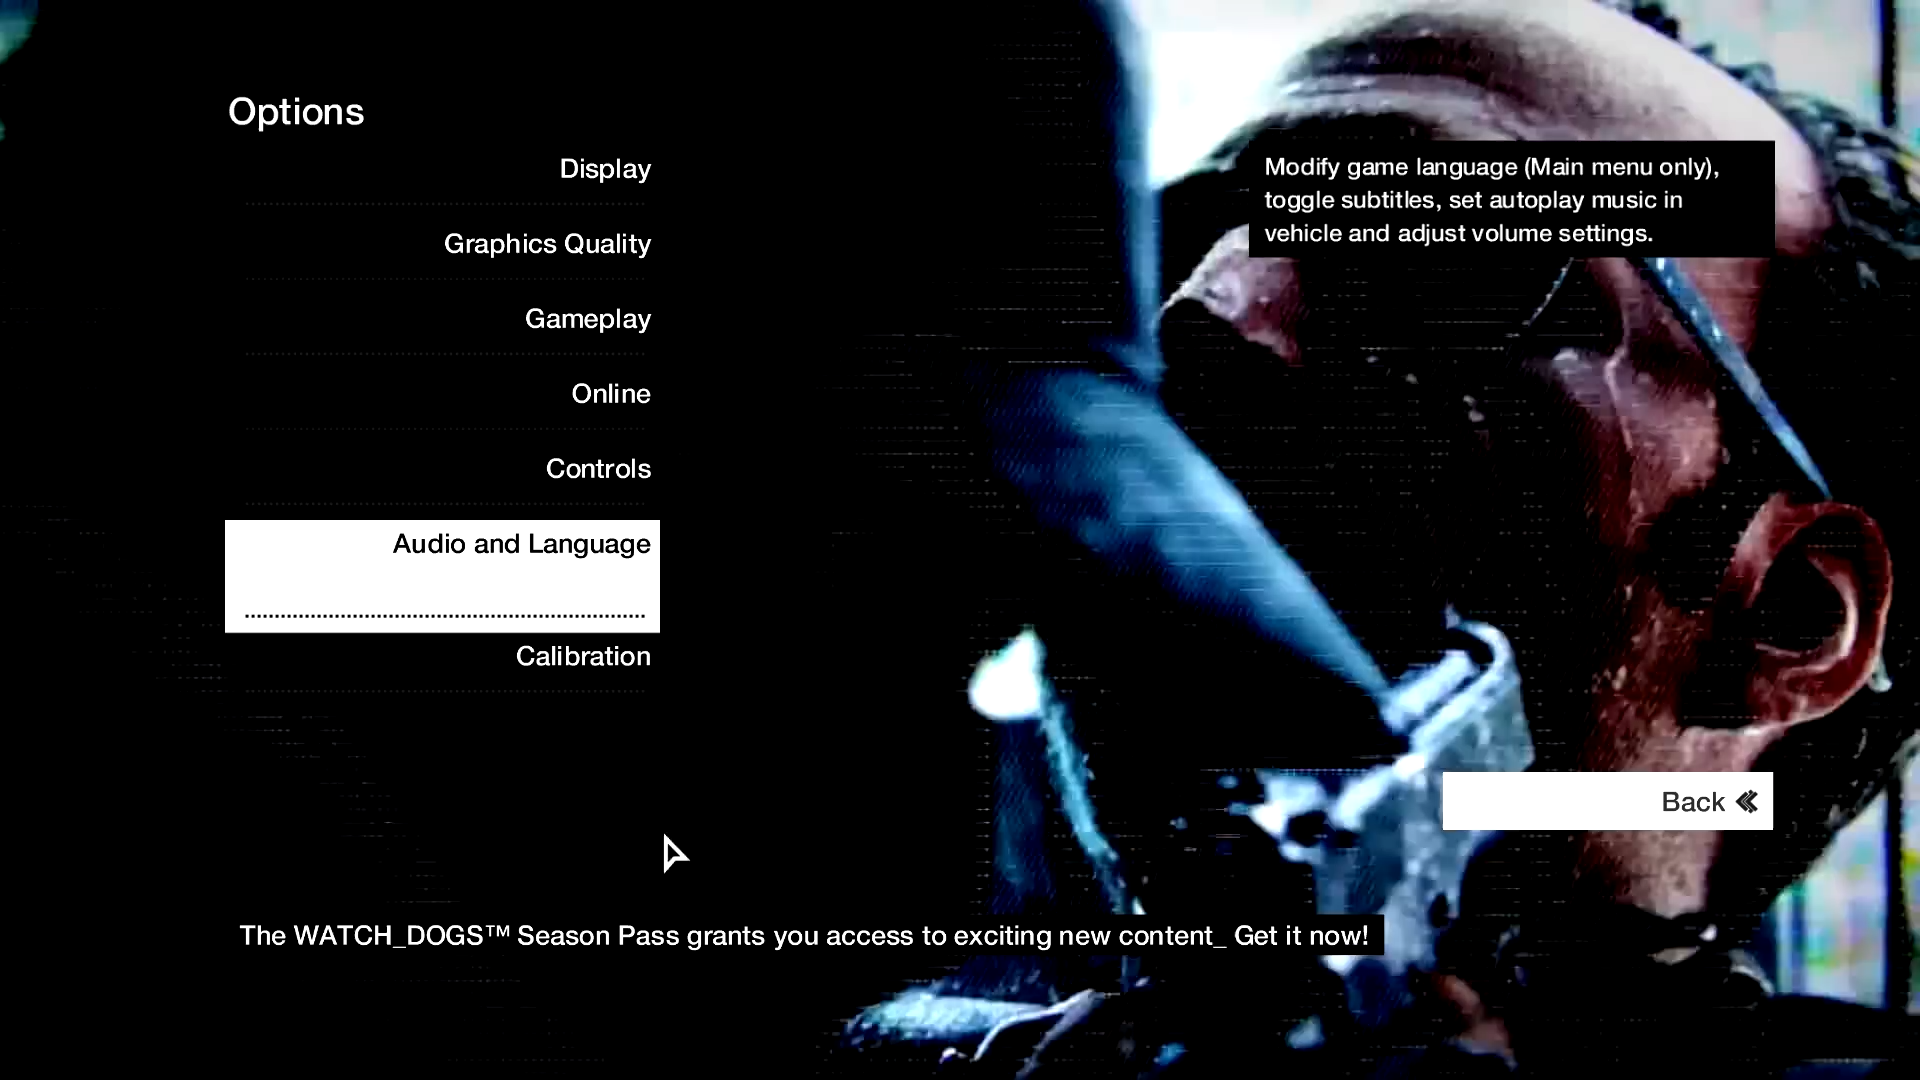 Options
Display
Graphics Quality
Gameplay
Online
Controls
Audio and Language
Calibration
Modify game language (Main menu only),
toggle subtitles, set autoplay music in
vehicle and adjust volume settings.
Back
The WATCH_DOGS™ Season Pass grants you access to exciting new content_ Get it now!